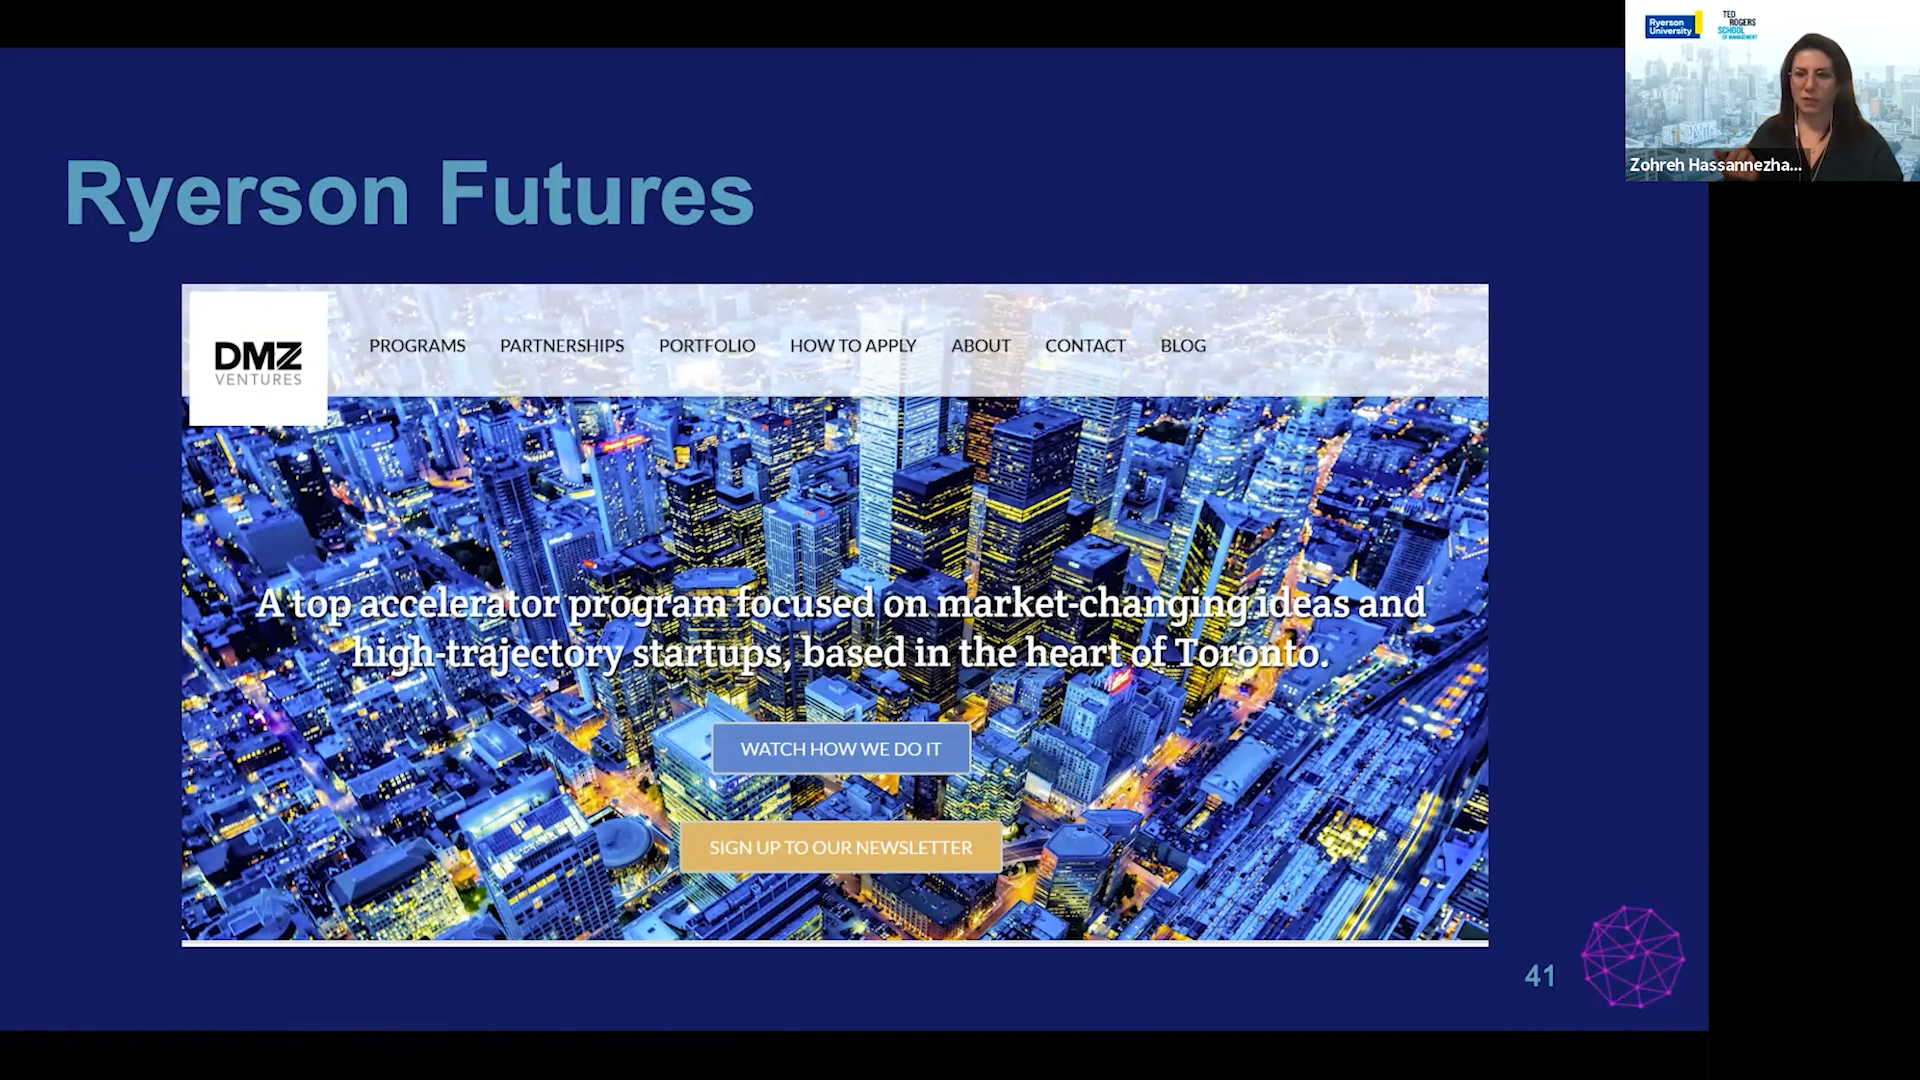 Ryerson
University
TED
ROGERS
SCHOOL
OF MANAGEMENT
Zohreh Hassannezha...
Ryerson Futures
DMZ
VENTURES
PROGRAMS PARTNERSHIPS PORTFOLIO HOW TO APPLY ABOUT CONTACT BLOG
A top accelerator program focused on market-changing ideas and
high-trajectory startups, based in the heart of Toronto.
WATCH HOW WE DO IT
SIGN UP TO OUR NEWSLETTER
41